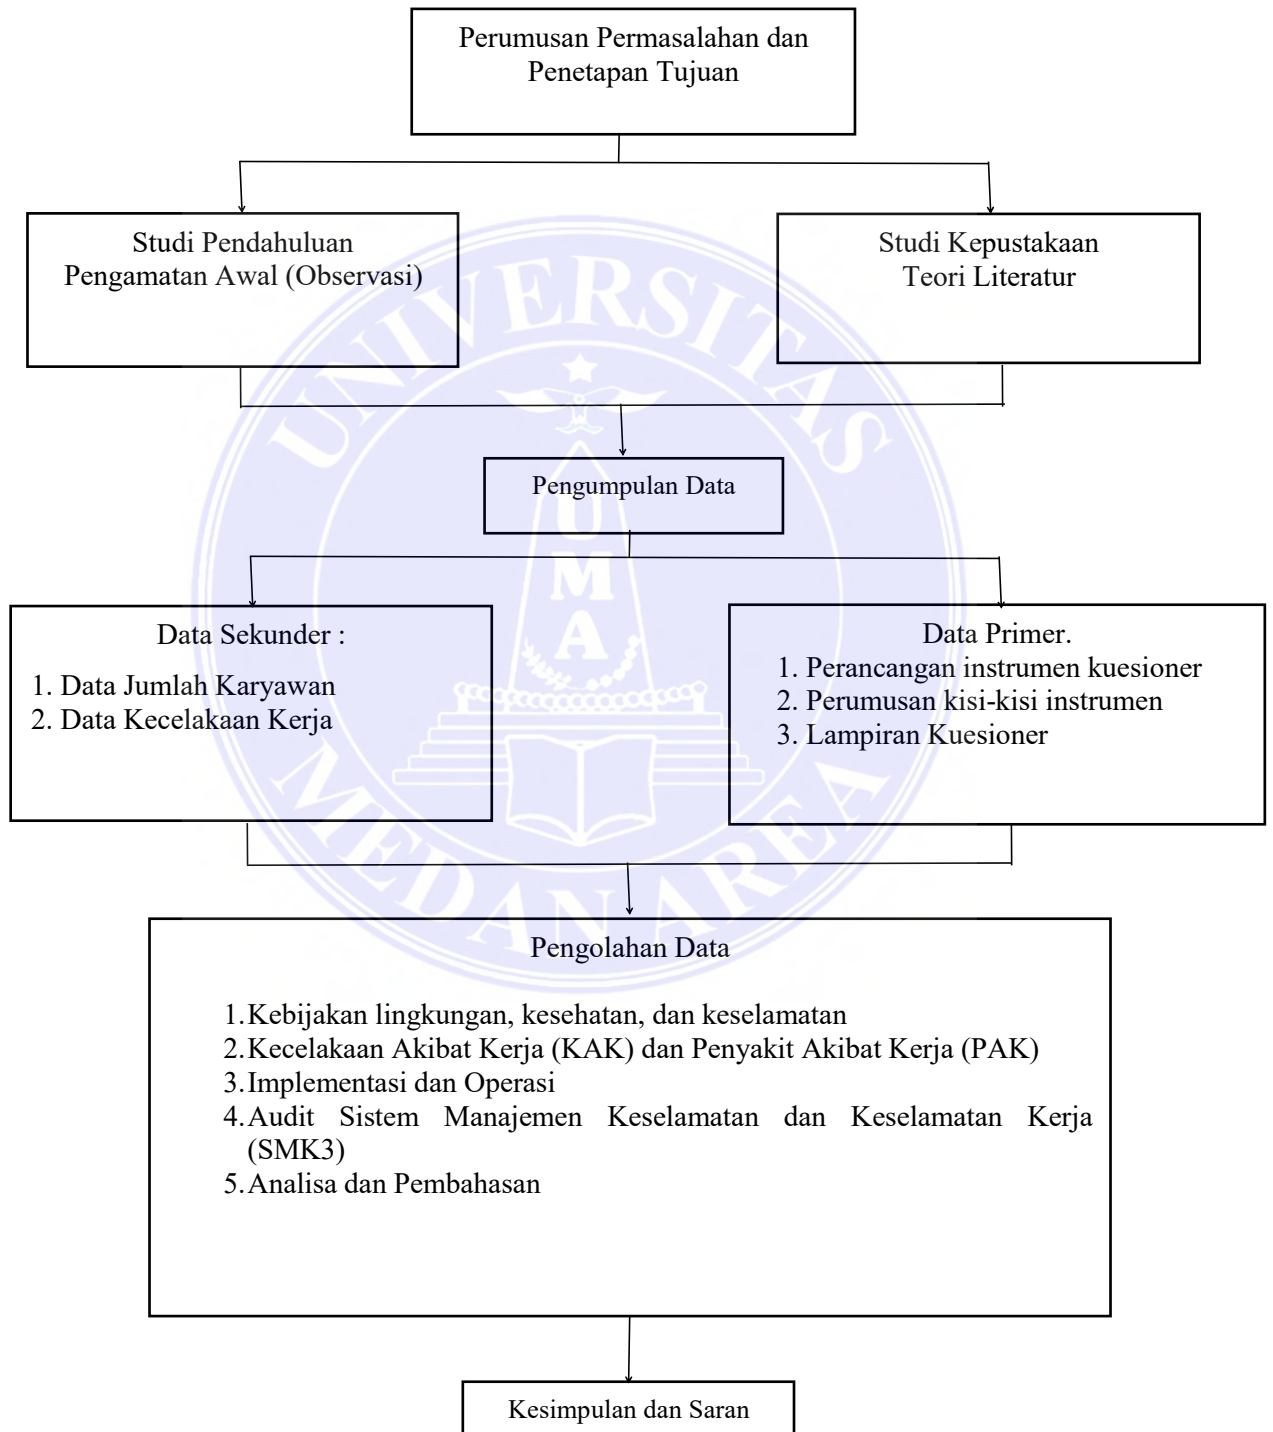 Perumusan Permasalahan dan
Penetapan Tujuan
Studi Pendahuluan
Pengamatan Awal (Observasi)
Studi Kepustakaan
Teori Literatur
Pengumpulan Data
Data Sekunder :
1. Data Jumlah Karyawan
2. Data Kecelakaan Kerja
Data Primer.
1. Perancangan instrumen kuesioner
2. Perumusan kisi-kisi instrumen
3. Lampiran Kuesioner
Pengolahan Data
1.Kebijakan lingkungan, kesehatan, dan keselamatan
2.Kecelakaan Akibat Kerja (KAK) dan Penyakit Akibat Kerja (PAK)
3.Implementasi dan Operasi
4.Audit Sistem Manajemen Keselamatan dan Keselamatan Kerja
(SMK3)
5.Analisa dan Pembahasan
Kesimpulan dan Saran
UNIVERSITAS
MEDAN AREA
U
M
A